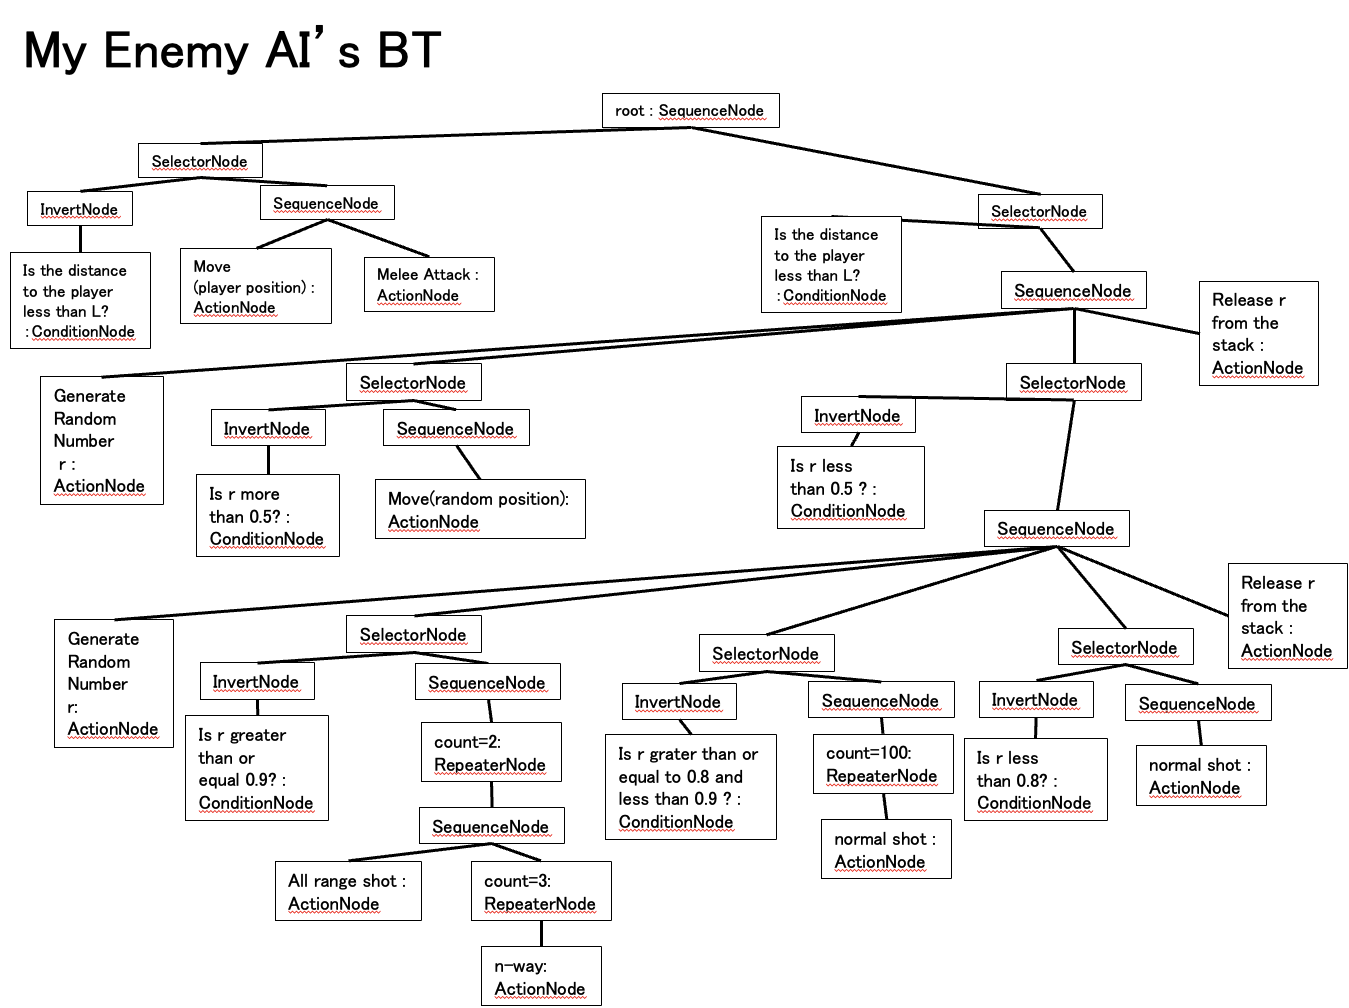 My Enemy AI’s BT
root : SequenceNode
SelectorNode
InvertNode
Is the distance
to the player
less than L?
:ConditionNode
SequenceNode
Move
(player position) :
ActionNode
Melee Attack :
ActionNode
SelectorNode
Is the distance
to the player
less than L?
:ConditionNode
SequenceNode
Release r
from the
stack :
ActionNode
Generate
Random
Number
r :
ActionNode
SelectorNode
InvertNode
Is r more
than 0.5? :
ConditionNode
SequenceNode
Move(random position):
ActionNode
SelectorNode
InvertNode
Is r less
than 0.5 ? :
ConditionNode
SequenceNode
Release r
from the
stack :
ActionNode
Generate
Random
Number
r:
ActionNode
SelectorNode
InvertNode
Is r greater
than or
equal 0.9? :
ConditionNode
SequenceNode
count=2:
RepeaterNode
SequenceNode
All range shot :
ActionNode
count=3:
RepeaterNode
n-way:
ActionNode
SelectorNode
InvertNode
Is r grater than or
equal to 0.8 and
less than 0.9 ? :
ConditionNode
SequenceNode
count=100:
RepeaterNode
normal shot :
ActionNode
SelectorNode
InvertNode
Is r less
than 0.8? :
ConditionNode
SequenceNode
normal shot :
ActionNode